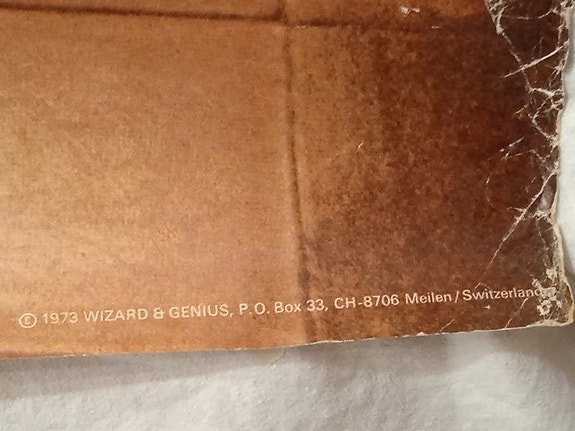 © 1973 WIZARD & GENIUS, P.O. Box 33, CH-8706 Meilen/Switzerland